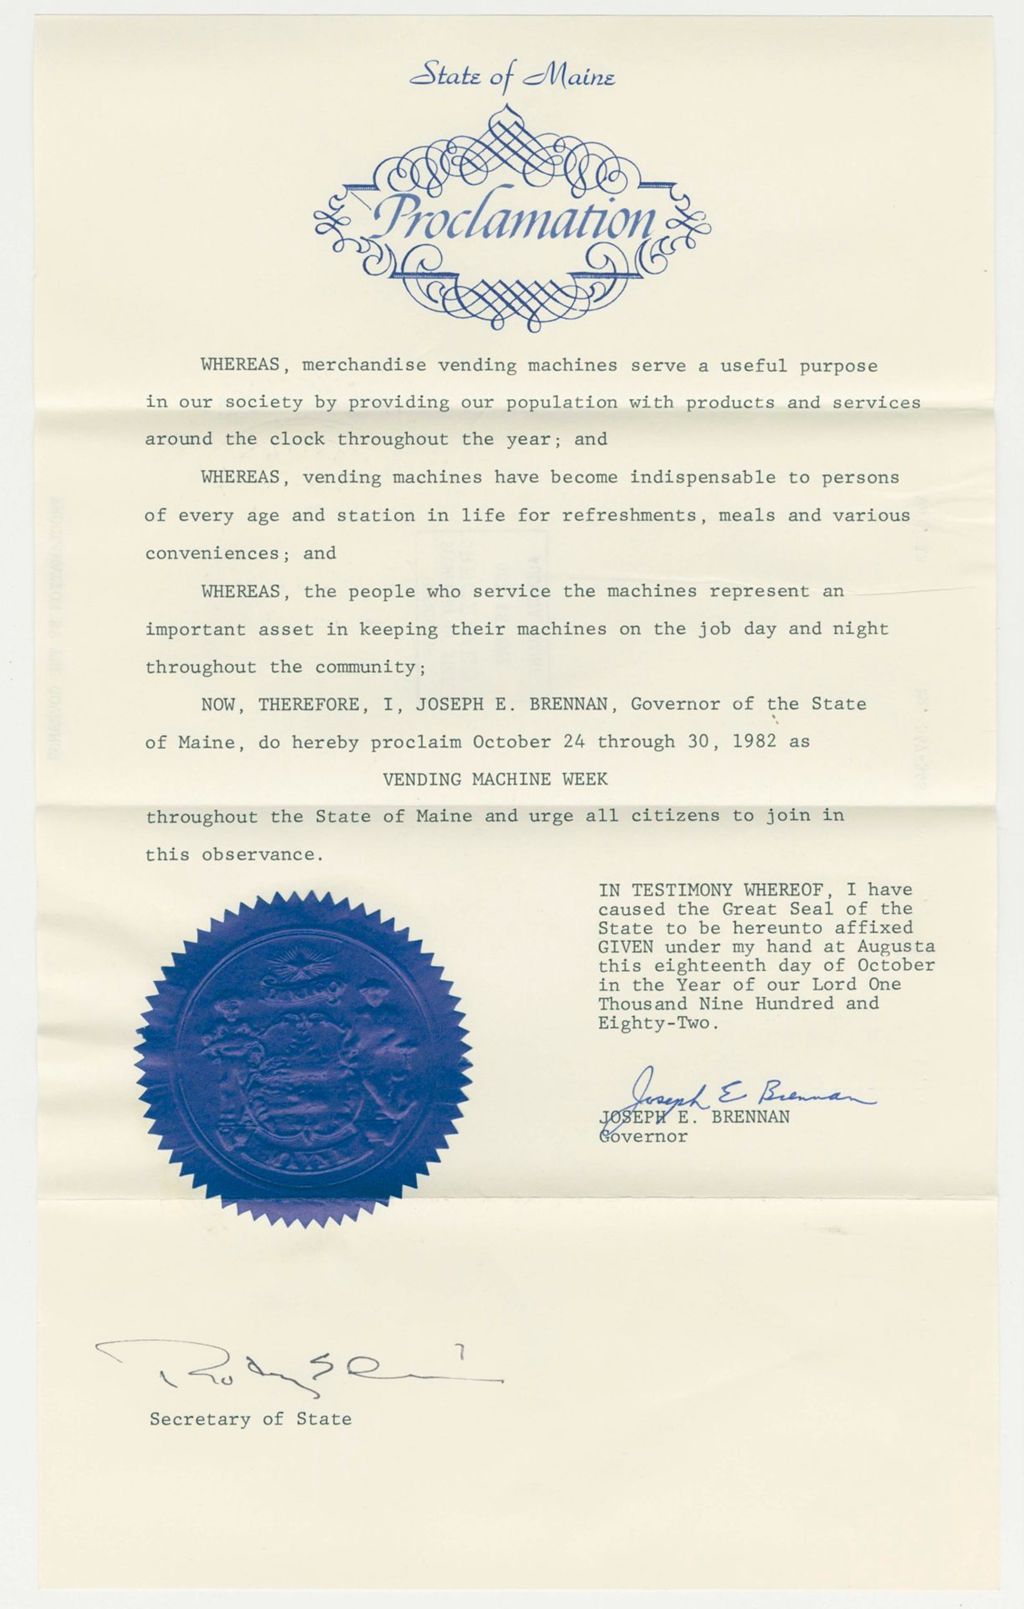 State of Maine
Proclamation
WHEREAS, merchandise vending machines serve a useful purpose
in our society by providing our population with products and services
around the clock throughout the year; and
WHEREAS, vending machines have become indispensable to persons
of every age and station in life for refreshments, meals and various
conveniences; and
WHEREAS, the people who service the machines represent an
important asset in keeping their machines on the job day and night
throughout the community;
NOW, THEREFORE, I, JOSEPH E. BRENNAN, Governor of the State
of Maine, do hereby proclaim October 24 through 30, 1982 as
VENDING MACHINE WEEK
throughout the State of Maine and urge all citizens to join in
this observance.
IN TESTIMONY WHEREOF, I have
caused the Great Seal of the
State to be hereunto affixed
GIVEN under my hand at Augusta
this eighteenth day of October
in the Year of our Lord One
Thousand Nine Hundred and
Eighty-Two.
Joseph E Brennan
JOSEPH E. BRENNAN
Governor
Secretary of State